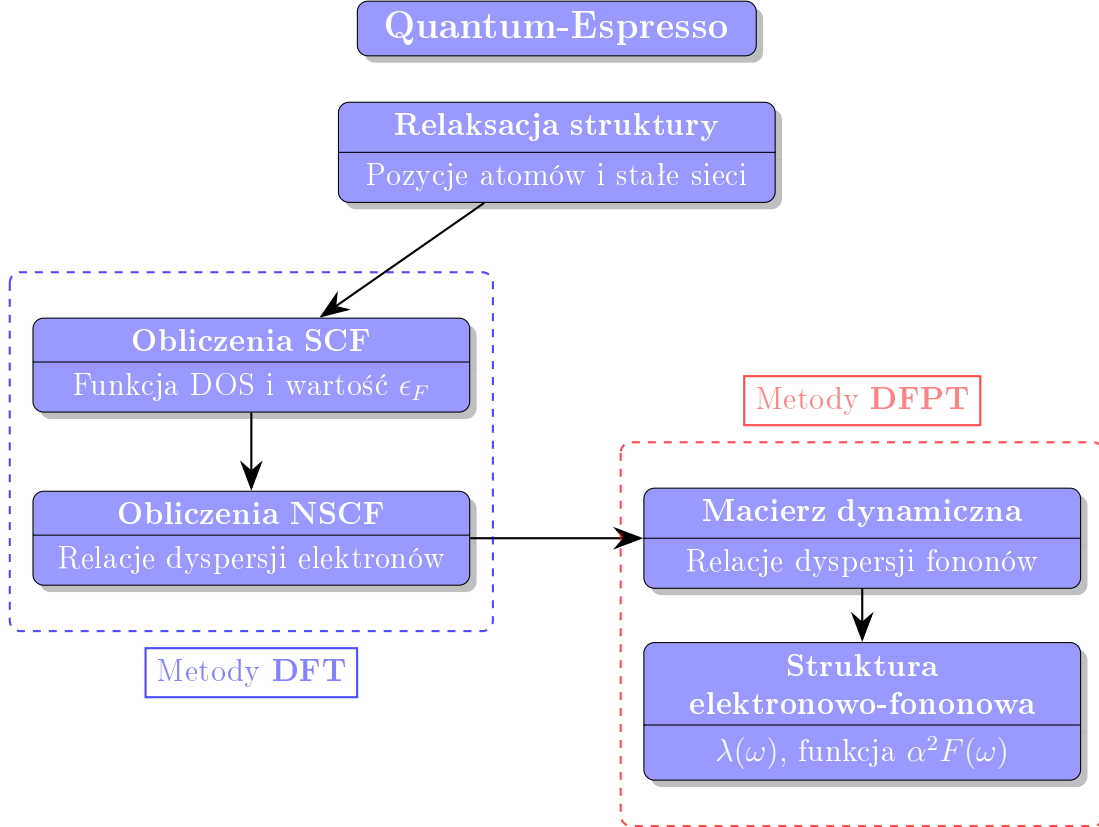 Quantum-Espresso
Relaksacja struktury
Pozycje atomów i stałe sieci
Obliczenia SCF
Funkcja DOS i wartość ϵ_F
Obliczenia NSCF
Relacje dyspersji elektronów
Metody DFT
Metody DFPT
Macierz dynamiczna
Relacje dyspersji fononów
Struktura
elektronowo-fononowa
λ(ω), funkcja α²F(ω)